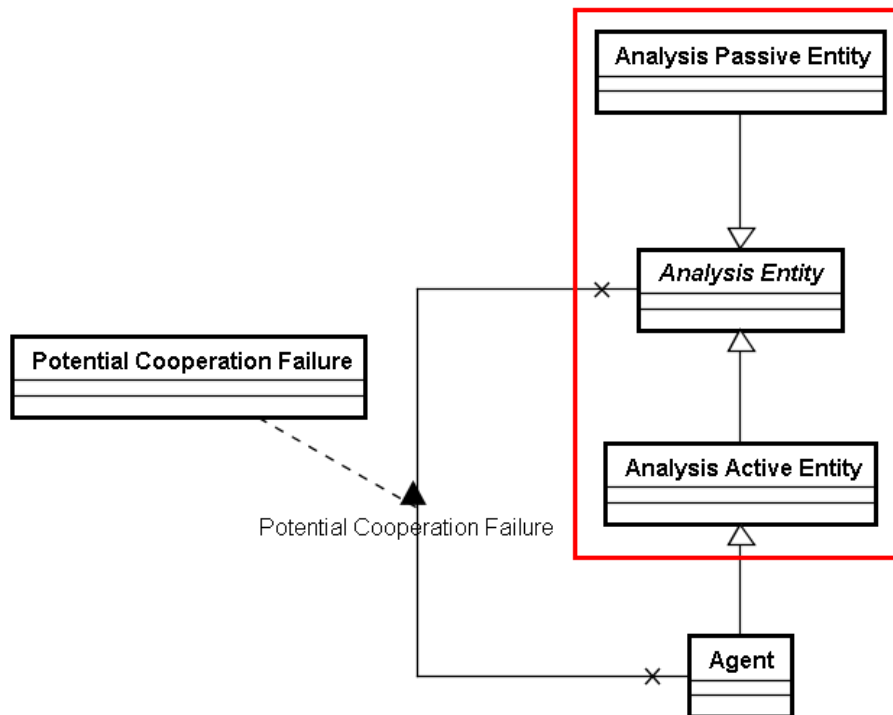 Analysis Passive Entity
Analysis Entity
Potential Cooperation Failure
Analysis Active Entity
Potential Cooperation Failure
Agent